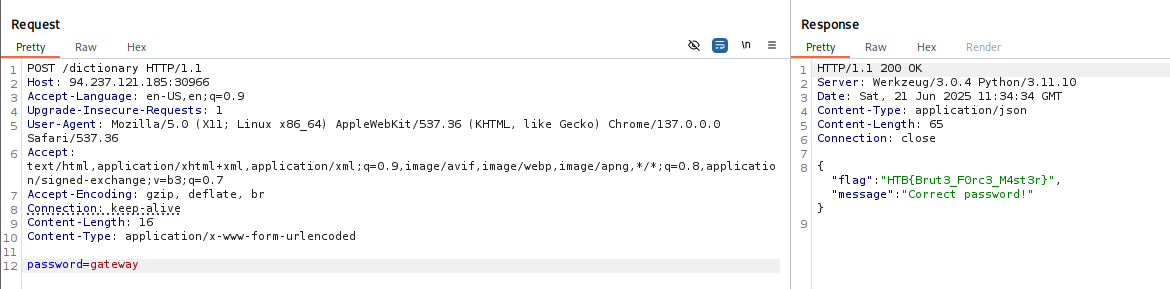 Request
Pretty Raw Hex
\n
1 POST /dictionary HTTP/1.1
2 Host: 94.237.121.185:30966
3 Accept-Language: en-US,en;q=0.9
4 Upgrade-Insecure-Requests: 1
5 User-Agent: Mozilla/5.0 (X11; Linux x86_64) AppleWebKit/537.36 (KHTML, like Gecko) Chrome/137.0.0.0
Safari/537.36
6 Accept:
text/html,application/xhtml+xml,application/xml;q=0.9,image/avif,image/webp,image/apng,*/*;q=0.8,applicatio
n/signed-exchange;v=b3;q=0.7
7 Accept-Encoding: gzip, deflate, br
8 Connection: keep-alive
9 Content-Length: 16
10 Content-Type: application/x-www-form-urlencoded
11
12 password=gateway
Response
Pretty Raw Hex Render
1 HTTP/1.1 200 OK
2 Server: Werkzeug/3.0.4 Python/3.11.10
3 Date: Sat, 21 Jun 2025 11:34:34 GMT
4 Content-Type: application/json
5 Content-Length: 65
6 Connection: close
7
8 {
"flag":"HTB{Brut3_F0rc3_M4st3r}",
"message":"Correct password!"
}
9